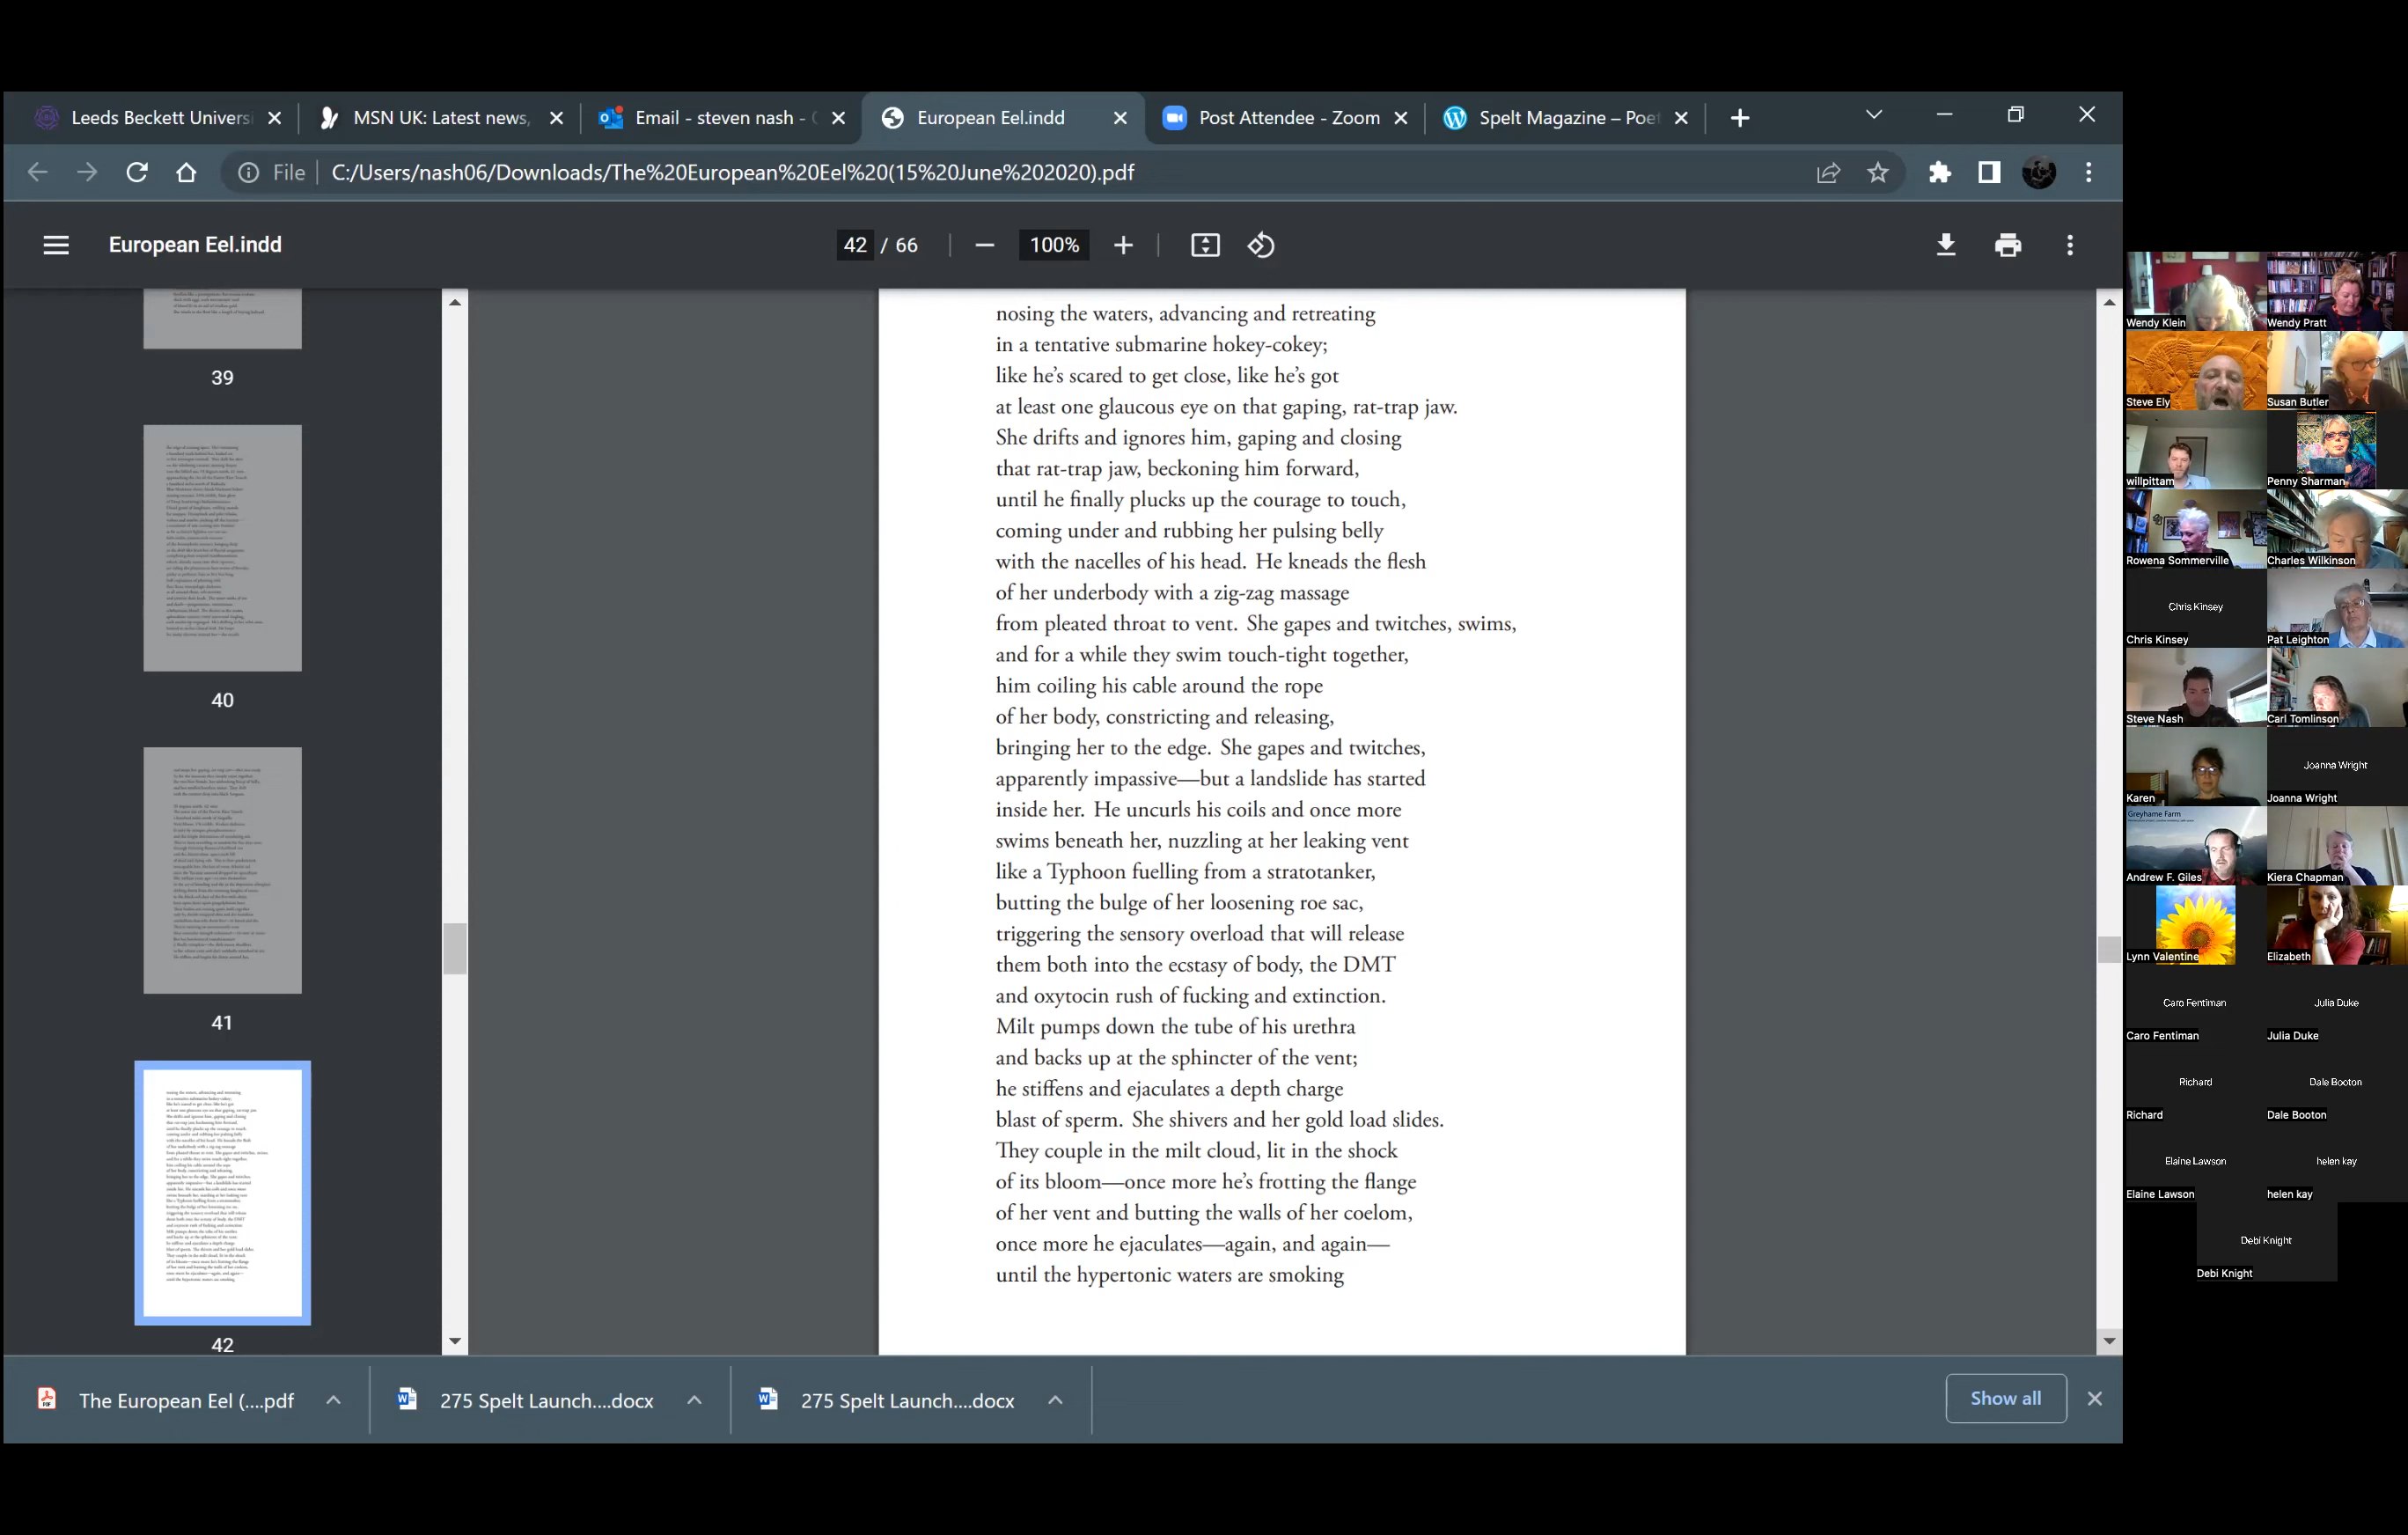 Leeds Beckett Universi
MSN UK: Latest news,
Email - steven nash -
European Eel.indd
Post Attendee - Zoom
Spelt Magazine – Poet
File
C:/Users/nash06/Downloads/The%20European%20Eel%20(15%20June%202020).pdf
European Eel.indd
42 / 66
100%
39
40
41
42
nosing the waters, advancing and retreating
in a tentative submarine hokey-cokey;
like he’s scared to get close, like he’s got
at least one glaucous eye on that gaping, rat-trap jaw.
She drifts and ignores him, gaping and closing
that rat-trap jaw, beckoning him forward,
until he finally plucks up the courage to touch,
coming under and rubbing her pulsing belly
with the nacelles of his head. He kneads the flesh
of her underbody with a zig-zag massage
from pleated throat to vent. She gapes and twitches, swims,
and for a while they swim touch-tight together,
him coiling his cable around the rope
of her body, constricting and releasing,
bringing her to the edge. She gapes and twitches,
apparently impassive—but a landslide has started
inside her. He uncurls his coils and once more
swims beneath her, nuzzling at her leaking vent
like a Typhoon fuelling from a stratotanker,
butting the bulge of her loosening roe sac,
triggering the sensory overload that will release
them both into the ecstasy of body, the DMT
and oxytocin rush of fucking and extinction.
Milt pumps down the tube of his urethra
and backs up at the sphincter of the vent;
he stiffens and ejaculates a depth charge
blast of sperm. She shivers and her gold load slides.
They couple in the milt cloud, lit in the shock
of its bloom—once more he’s frotting the flange
of her vent and butting the walls of her coelom,
once more he ejaculates—again, and again—
until the hypertonic waters are smoking
Wendy Klein
Wendy Pratt
Steve Ely
Susan Butler
willpittam
Penny Sharman
Rowena Sommerville
Charles Wilkinson
Chris Kinsey
Chris Kinsey
Pat Leighton
Steve Nash
Carl Tomlinson
Karen
Joanna Wright
Joanna Wright
Greyhame Farm
Andrew F. Giles
Kiera Chapman
Lynn Valentine
Elizabeth
Caro Fentiman
Caro Fentiman
Julia Duke
Julia Duke
Richard
Richard
Dale Booton
Dale Booton
Elaine Lawson
Elaine Lawson
helen kay
helen kay
Debi Knight
Debi Knight
The European Eel (....pdf
275 Spelt Launch....docx
275 Spelt Launch....docx
Show all